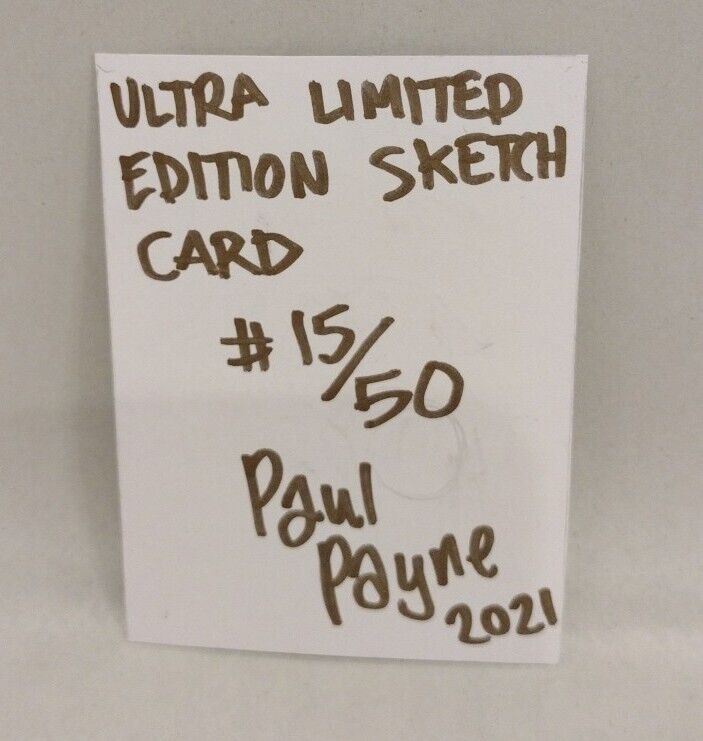 ULTRA LIMITED
EDITION SKETCH
CARD
# 15/50
Paul
Payne
2021